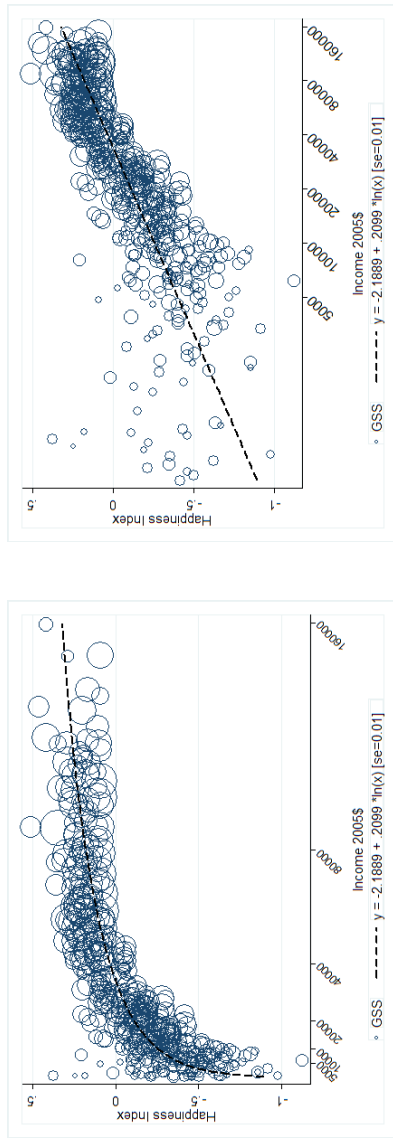 Happiness Index
.5
0
-.5
-1
5000 10000 20000 40000 80000 160000
Income 2005$
GSS y = -2.1889 + .2099 *ln(x) [se=0.01]
Happiness Index
.5
0
-.5
-1
5000 10000 20000 40000 80000 160000
Income 2005$
GSS y = -2.1889 + .2099 *ln(x) [se=0.01]